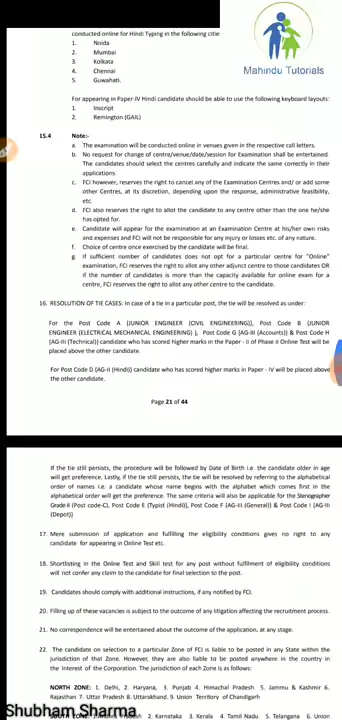 conducted online for Hindi Typing in the following citie
1. Noida
2. Mumbai
3. Kolkata
4. Chennai
5. Guwahati.
Mahindu Tutorials
For appearing in Paper-IV Hindi candidate should be able to use the following keyboard layouts:
1. Inscript
2. Remington (GAIL)
15.4 Note:-
a. The examination will be conducted online in venues given in the respective call letters.
b. No request for change of centre/venue/date/session for Examination shall be entertained.
The candidates should select the centres carefully and indicate the same correctly in their
applications.
c. FCI however, reserves the right to cancel any of the Examination Centres and/ or add some
other Centres, at its discretion, depending upon the response, administrative feasibility,
etc.
d. FCI also reserves the right to allot the candidate to any centre other than the one he/she
has opted for.
e. Candidate will appear for the examination at an Examination Centre at his/her own risks
and expenses and FCI will not be responsible for any injury or losses etc. of any nature.
f. Choice of centre once exercised by the candidate will be final.
g. If sufficient number of candidates does not opt for a particular centre for "Online"
examination, FCI reserves the right to allot any other adjunct centre to those candidates OR
if the number of candidates is more than the capacity available for online exam for a
centre, FCI reserves the right to allot any other centre to the candidate.
16. RESOLUTION OF TIE CASES: In case of a tie in a particular post, the tie will be resolved as under:
For the Post Code A (JUNIOR ENGINEER (CIVIL ENGINEERING)), Post Code B (JUNIOR
ENGINEER (ELECTRICAL MECHANICAL ENGINEERING) ), Post Code G (AG-III (Accounts)) & Post Code H
(AG-III (Technical)) candidate who has scored higher marks in the Paper - II of Phase II Online Test will be
placed above the other candidate.
For Post Code D (AG-II (Hindi)) candidate who has scored higher marks in Paper - IV will be placed above
the other candidate.
Page 21 of 44
If the tie still persists, the procedure will be followed by Date of Birth i.e. the candidate older in age
will get preference. Lastly, if the tie still persists, the tie will be resolved by referring to the alphabetical
order of names i.e. a candidate whose name begins with the alphabet which comes first in the
alphabetical order will get the preference. The same criteria will also be applicable for the Stenographer
Grade-II (Post code-C), Post Code E (Typist (Hindi)), Post Code F (AG-III (General)) & Post Code I (AG-III
(Depot))
17. Mere submission of application and fulfilling the eligibility conditions gives no right to any
candidate for appearing in Online Test etc.
18. Shortlisting in the Online Test and Skill test for any post without fulfilment of eligibility conditions
will not confer any claim to the candidate for final selection to the post.
19. Candidates should comply with additional instructions, if any notified by FCI.
20. Filling up of these vacancies is subject to the outcome of any litigation affecting the recruitment process.
21. No correspondence will be entertained about the outcome of the application, at any stage.
22. The candidate on selection to a particular Zone of FCI is liable to be posted in any State within the
jurisdiction of that Zone. However, they are also liable to be posted anywhere in the country in
the interest of the Corporation. The jurisdiction of each Zone is as follows:
NORTH ZONE: 1. Delhi, 2. Haryana, 3. Punjab 4. Himachal Pradesh 5. Jammu & Kashmir 6.
Rajasthan 7. Uttar Pradesh 8. Uttarakhand. 9. Union Territory of Chandigarh
Shubham Sharma
SOUTH ZONE: Pradesh 2. Karnataka 3. Kerala 4. Tamil Nadu 5. Telangana 6. Union